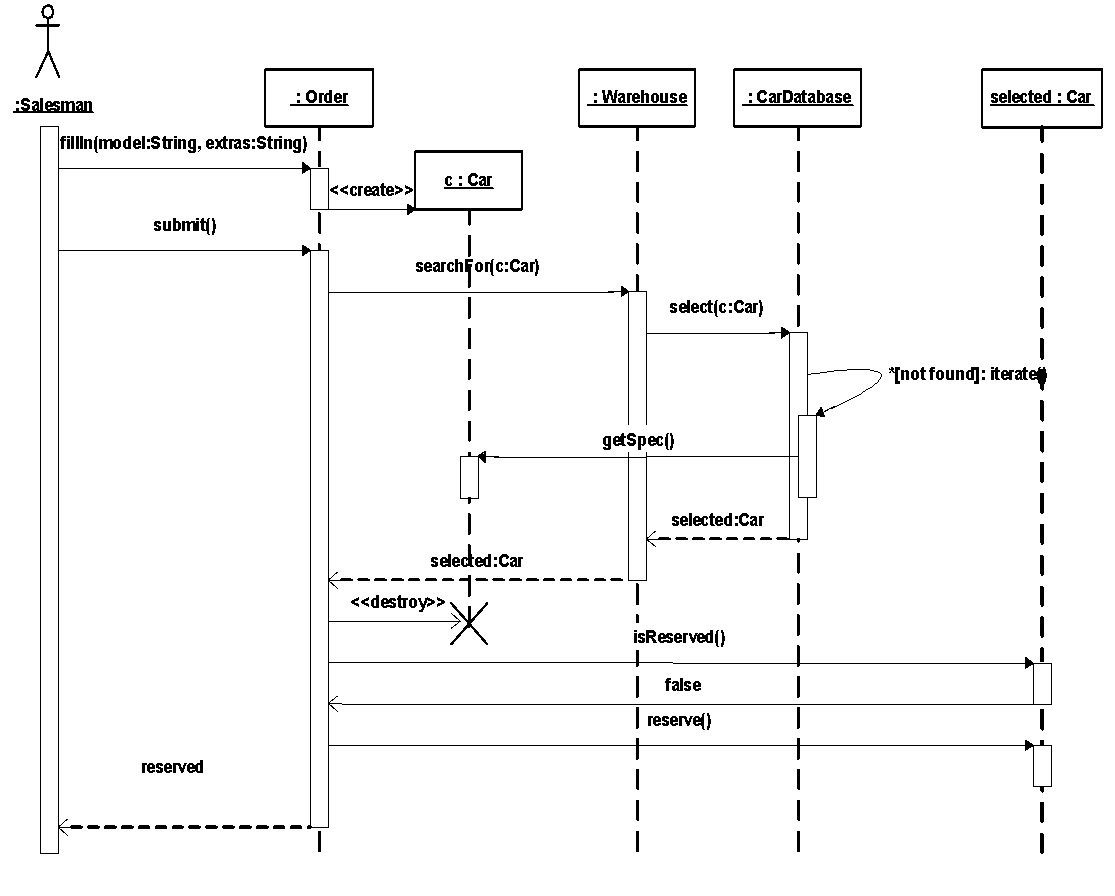 :Salesman
: Order
: Warehouse
: CarDatabase
selected : Car
fillIn(model:String, extras:String)
c : Car
<<create>>
submit()
searchFor(c:Car)
select(c:Car)
*[not found]: iterate()
getSpec()
selected:Car
selected:Car
<<destroy>>
isReserved()
false
reserve()
reserved